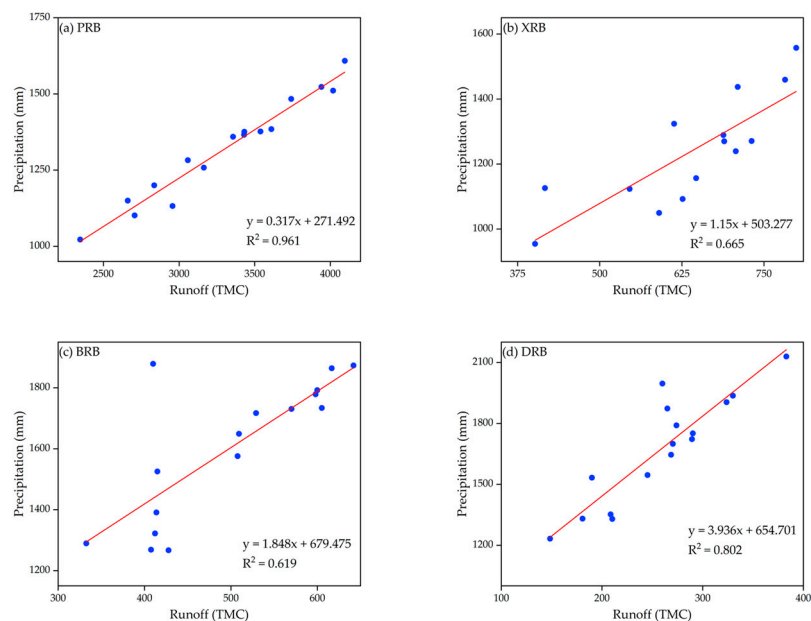 (a) PRB
1750
1500
1250
1000
Precipitation (mm)
y = 0.317x + 271.492
R² = 0.961
2500 3000 3500 4000
Runoff (TMC)
(b) XRB
1600
1400
1200
1000
Precipitation (mm)
y = 1.15x + 503.277
R² = 0.665
375 500 625 750
Runoff (TMC)
(c) BRB
1800
1600
1400
1200
Precipitation (mm)
y = 1.848x + 679.475
R² = 0.619
300 400 500 600
Runoff (TMC)
(d) DRB
2100
1800
1500
1200
Precipitation (mm)
y = 3.936x + 654.701
R² = 0.802
100 200 300 400
Runoff (TMC)